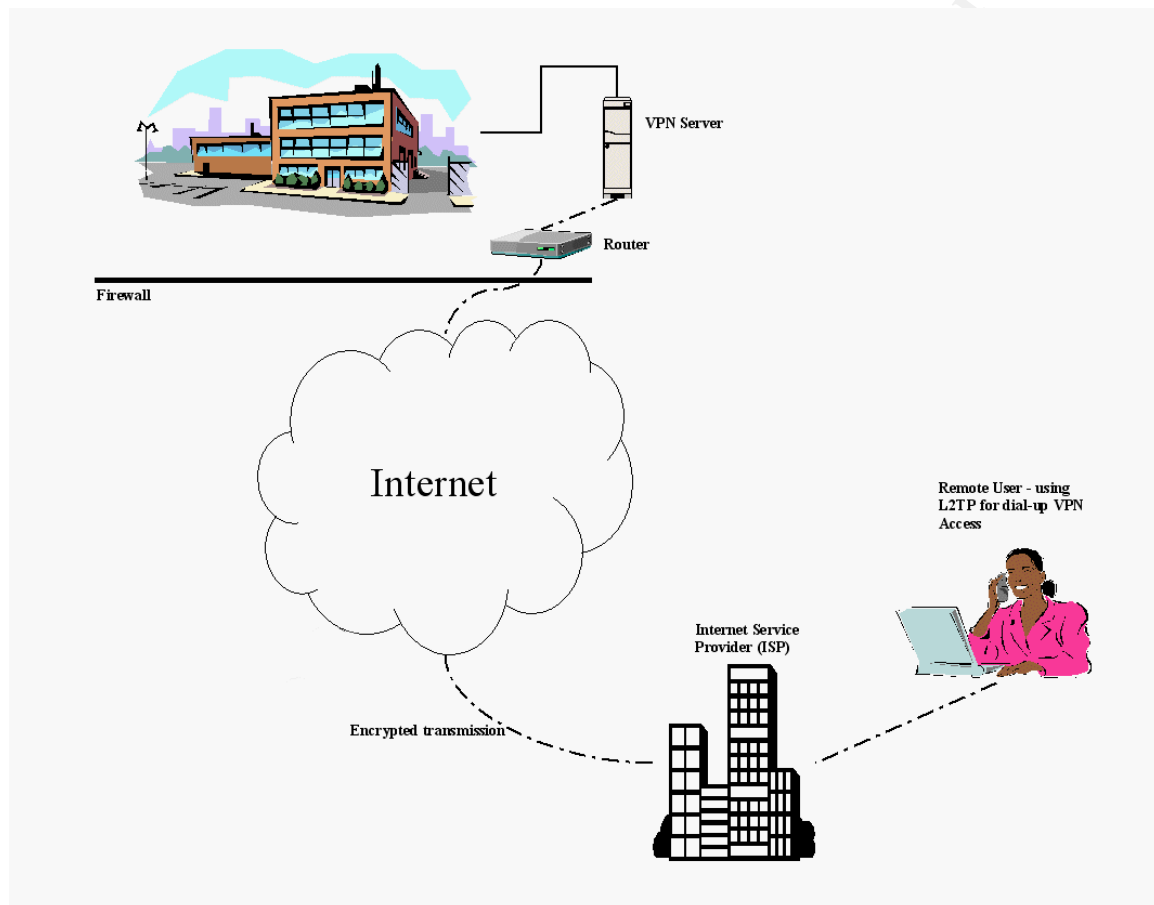 VPN Server
Router
Firewall
Internet
Remote User - using
L2TP for dial-up VPN
Access
Internet Service
Provider (ISP)
Encrypted transmission